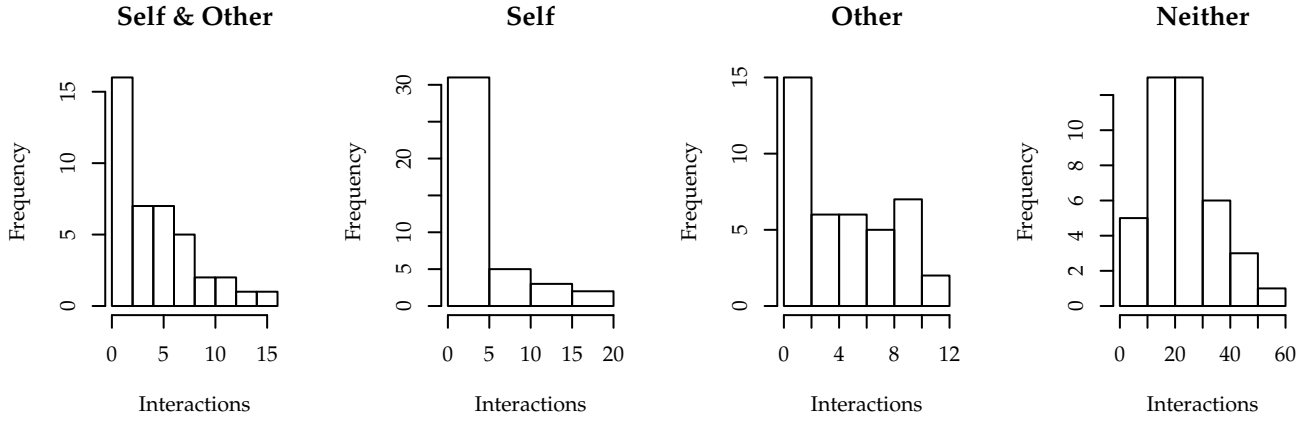 Self & Other
Frequency
15
10
5
0
0 5 10 15
Interactions
Self
Frequency
30
20
10
5
0
0 5 10 15 20
Interactions
Other
Frequency
15
10
5
0
0 4 8 12
Interactions
Neither
Frequency
10
8
6
4
2
0
0 20 40 60
Interactions